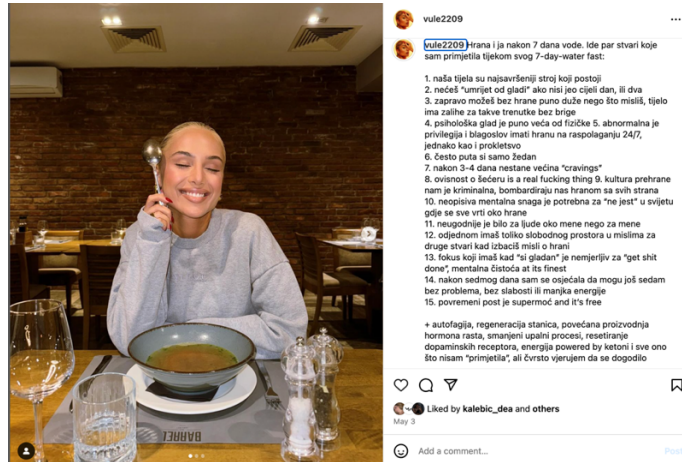 vule2209
vule2209 Hrana i ja nakon 7 dana vode. Ide par stvari koje
sam primjetila tijekom svog 7-day-water fast:
1. naša tijela su najsavršeniji stroj koji postoji
2. nećeš “umrijet od gladi” ako nisi jeo cijeli dan, ili dva
3. zapravo možeš bez hrane puno duže nego što misliš, tijelo
ima zalihe za takve trenutke bez brige
4. psihološka glad je puno veća od fizičke 5. abnormalna je
privilegija i blagoslov imati hranu na raspolaganju 24/7,
jednako kao i prokletsvo
6. često puta si samo žedan
7. nakon 3-4 dana nestane većina “cravings”
8. ovisnost o šećeru is a real fucking thing 9. kultura prehrane
nam je kriminalna, bombardiraju nas hranom sa svih strana
10. neopisiva mentalna snaga je potrebna za “ne jest” u svijetu
gdje se sve vrti oko hrane
11. neugodnije je bilo za ljude oko mene nego za mene
12. odjednom imaš toliko slobodnog prostora u mislima za
druge stvari kad izbaciš misli o hrani
13. fokus koji imaš kad “si gladan” je nemjerljiv za “get shit
done”, mentalna čistoća at its finest
14. nakon sedmog dana sam se osjećala da mogu još sedam
bez problema, bez slabosti ili manjka energije
15. povremeni post je supermoć and it’s free
+ autofagija, regeneracija stanica, povećana proizvodnja
hormona rasta, smanjeni upalni procesi, resetiranje
dopaminskih receptora, energija powered by ketoni i sve ono
što nisam “primjetila”, ali čvrsto vjerujem da se dogodilo
Liked by kalebic_dea and others
May 3
Add a comment...
Post
BARREL